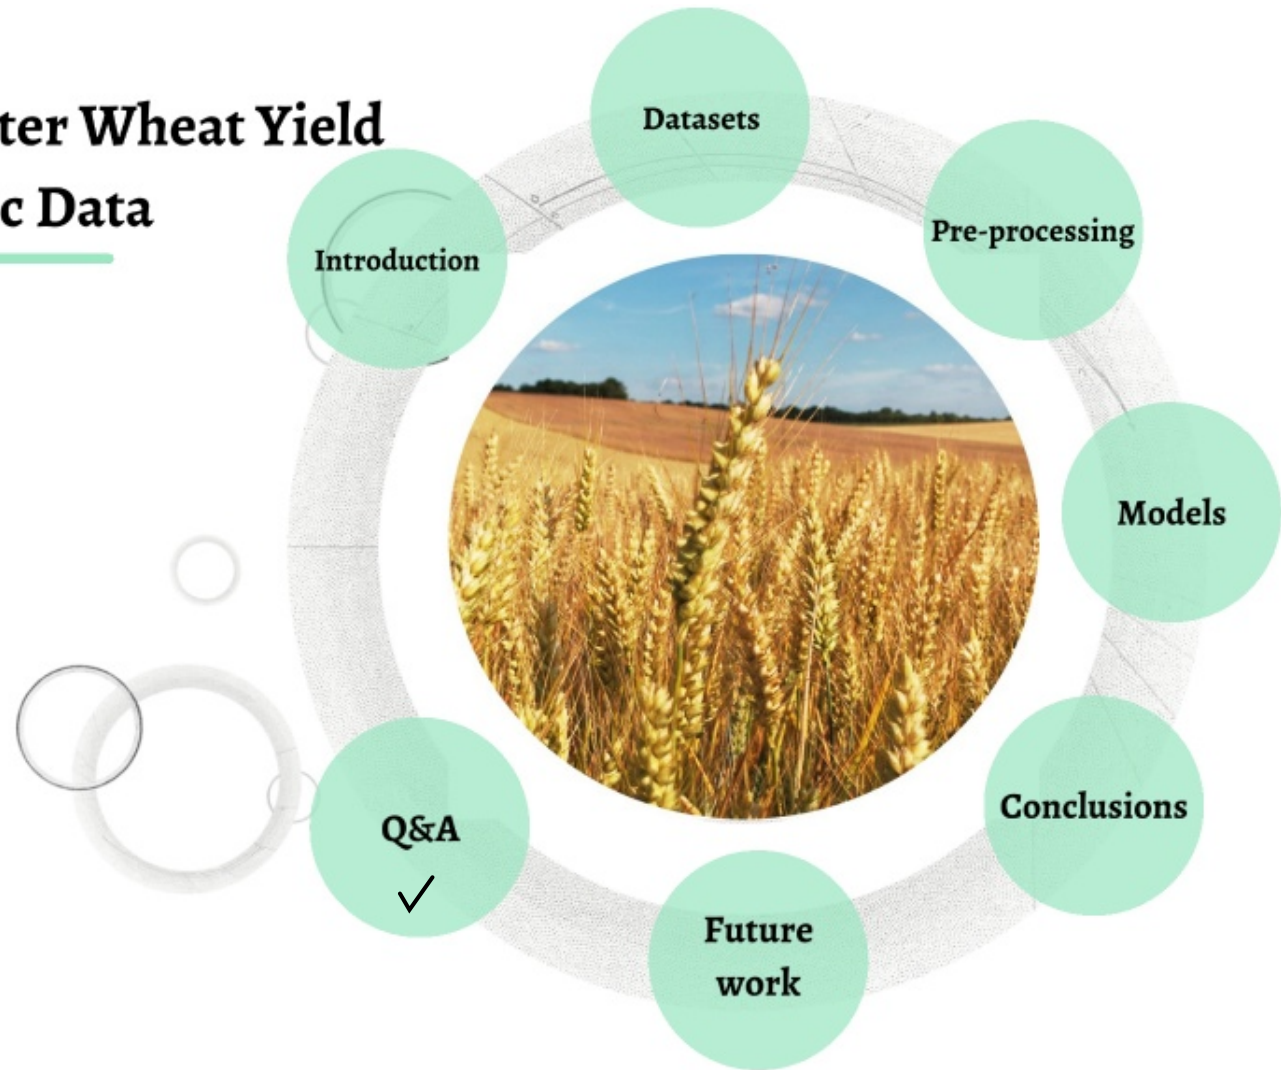 ter Wheat Yield
c Data
Introduction
Datasets
Pre-processing
Models
Conclusions
Future
work
Q&A